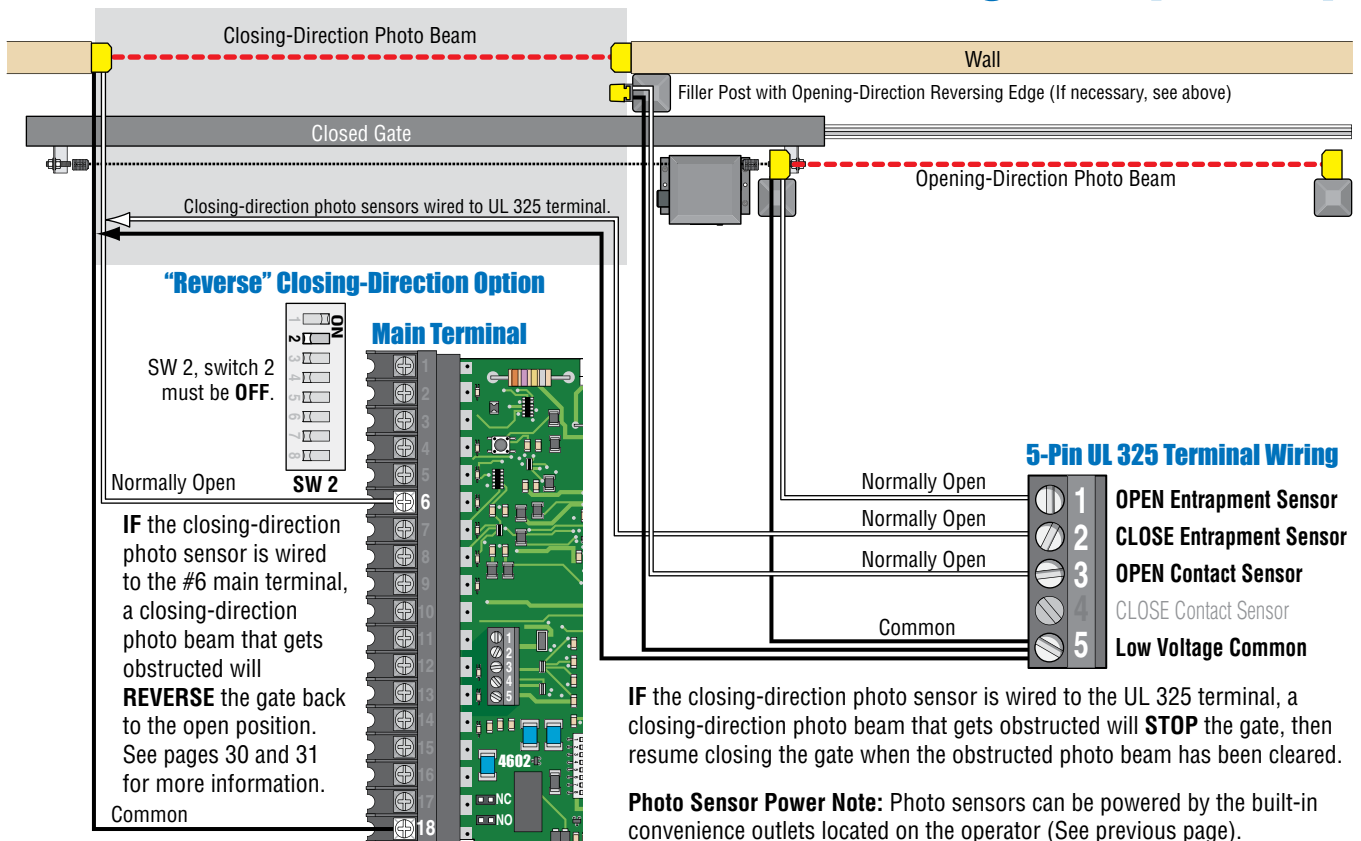 Closing-Direction Photo Beam
Wall
Filler Post with Opening-Direction Reversing Edge (If necessary, see above)
Closed Gate
Opening-Direction Photo Beam
Closing-direction photo sensors wired to UL 325 terminal.
“Reverse” Closing-Direction Option
SW 2, switch 2
must be OFF.
ON
1
2
3
4
5
6
7
8
SW 2
Main Terminal
1
2
3
4
5
6
7
8
9
10
11
12
13
14
15
16
17
18
1
2
3
4
5
4602
NC
NO
Normally Open
IF the closing-direction
photo sensor is wired
to the #6 main terminal,
a closing-direction
photo beam that gets
obstructed will
REVERSE the gate back
to the open position.
See pages 30 and 31
for more information.
Common
5-Pin UL 325 Terminal Wiring
Normally Open
1 OPEN Entrapment Sensor
Normally Open
2 CLOSE Entrapment Sensor
Normally Open
3 OPEN Contact Sensor
4 CLOSE Contact Sensor
Common
5 Low Voltage Common
IF the closing-direction photo sensor is wired to the UL 325 terminal, a
closing-direction photo beam that gets obstructed will STOP the gate, then
resume closing the gate when the obstructed photo beam has been cleared.
Photo Sensor Power Note: Photo sensors can be powered by the built-in
convenience outlets located on the operator (See previous page).